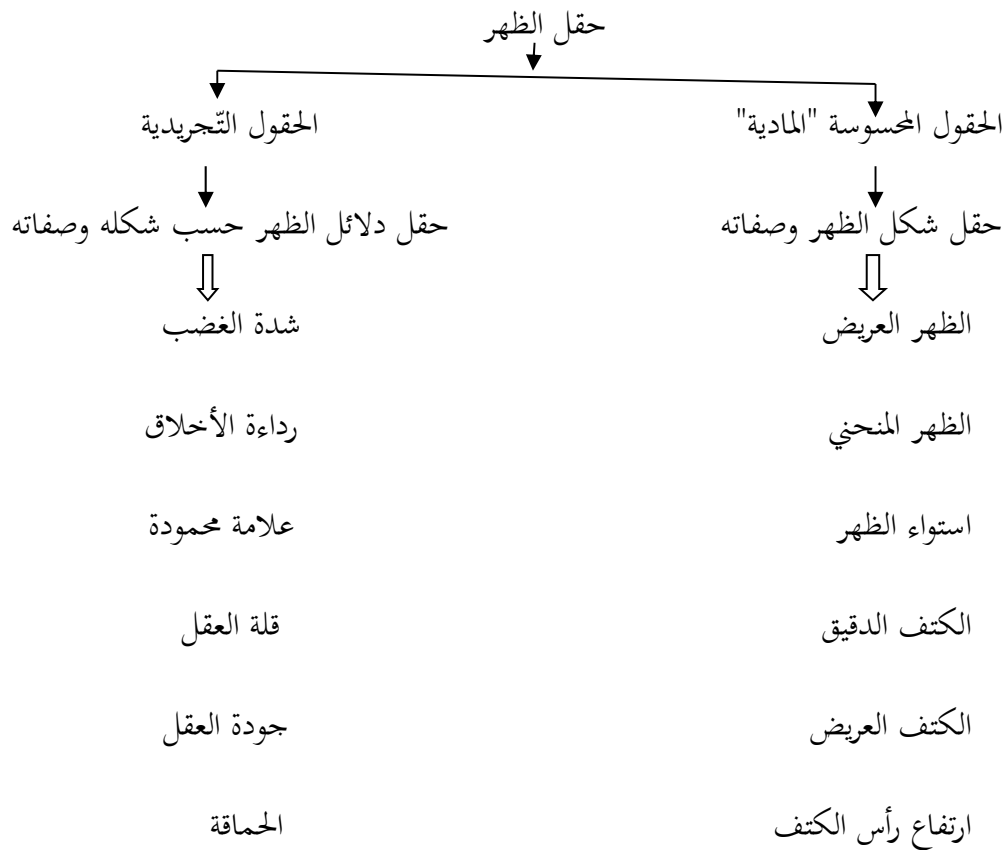 حقل الظهر
الحقول المحسوسة "المادية" الحقول التّجريدية
حقل شكل الظهر وصفاته حقل دلائل الظهر حسب شكله وصفاته
الظهر العريض شدة الغضب
الظهر المنحني رداءة الأخلاق
استواء الظهر علامة محمودة
الكتف الدقيق قلة العقل
الكتف العريض جودة العقل
ارتفاع رأس الكتف الحماقة